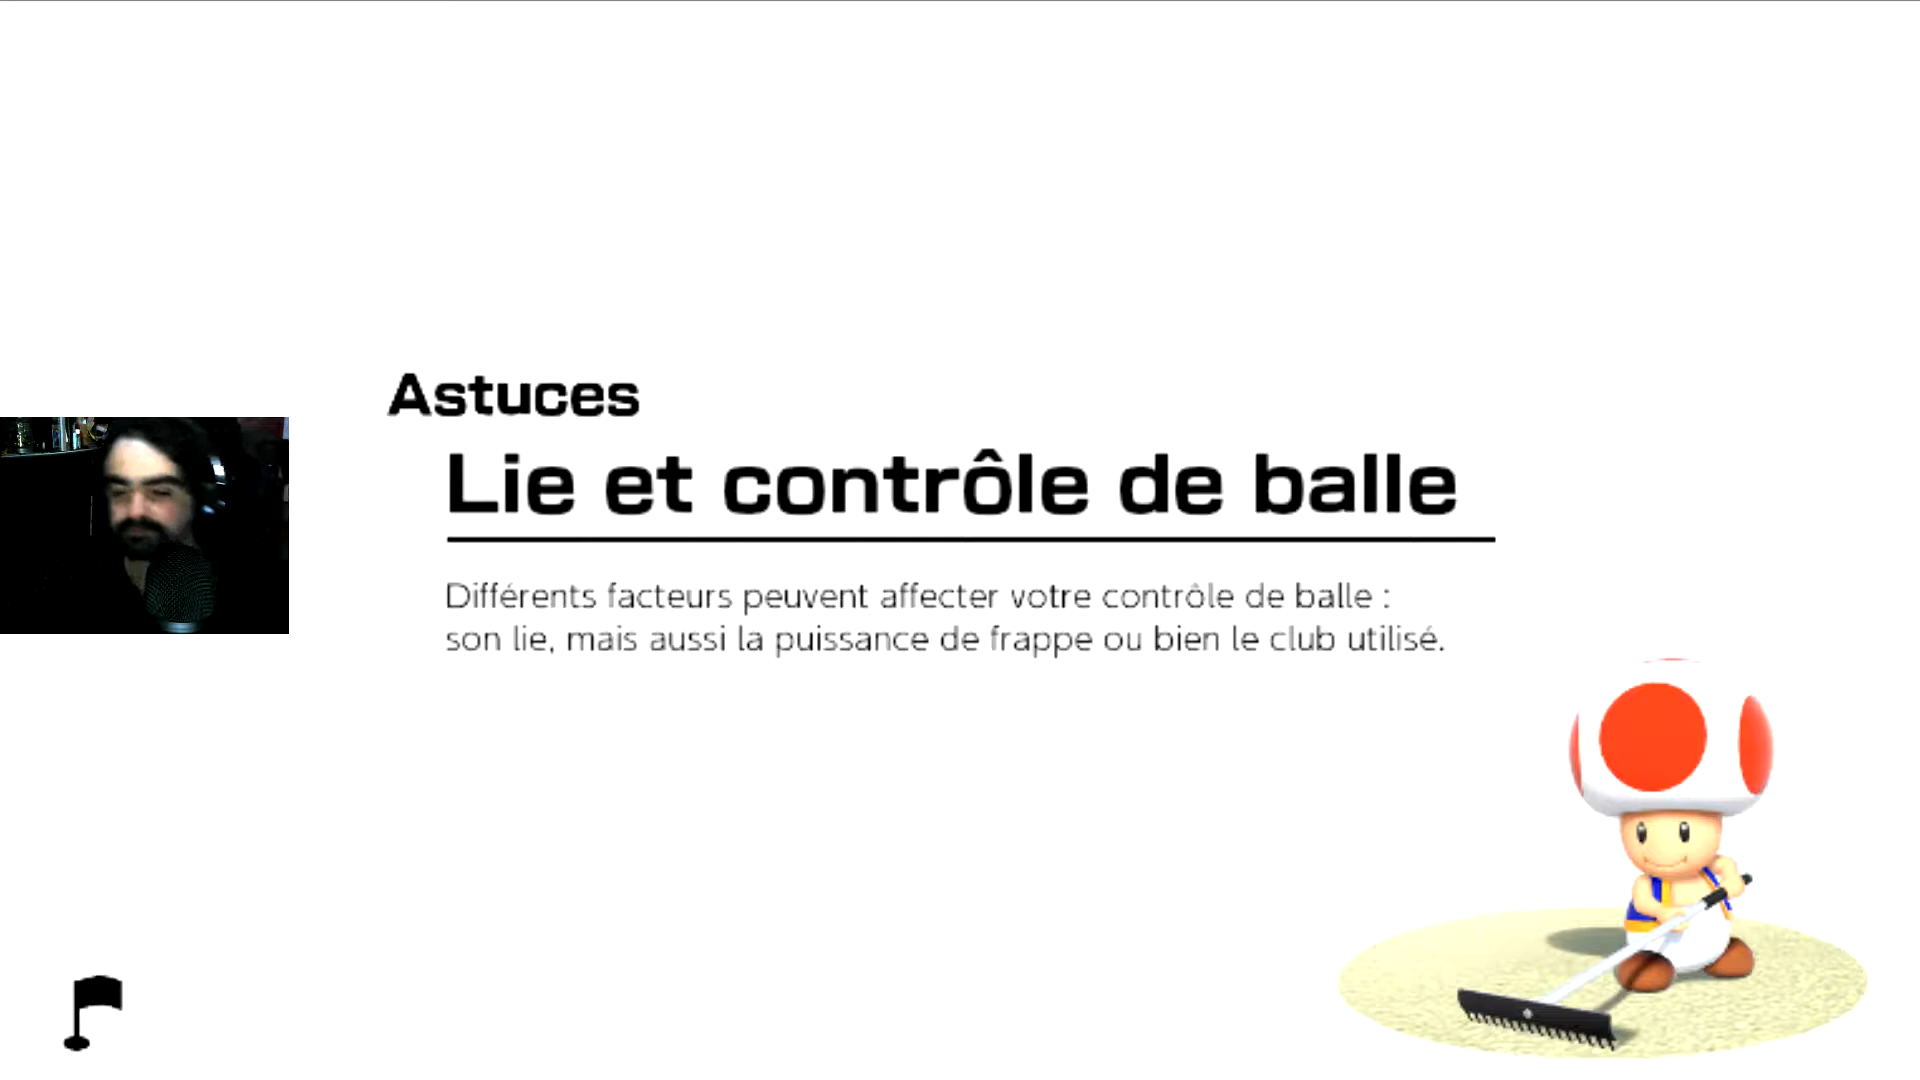 Astuces
Lie et contrôle de balle
Différents facteurs peuvent affecter votre contrôle de balle :
son lie, mais aussi la puissance de frappe ou bien le club utilisé.